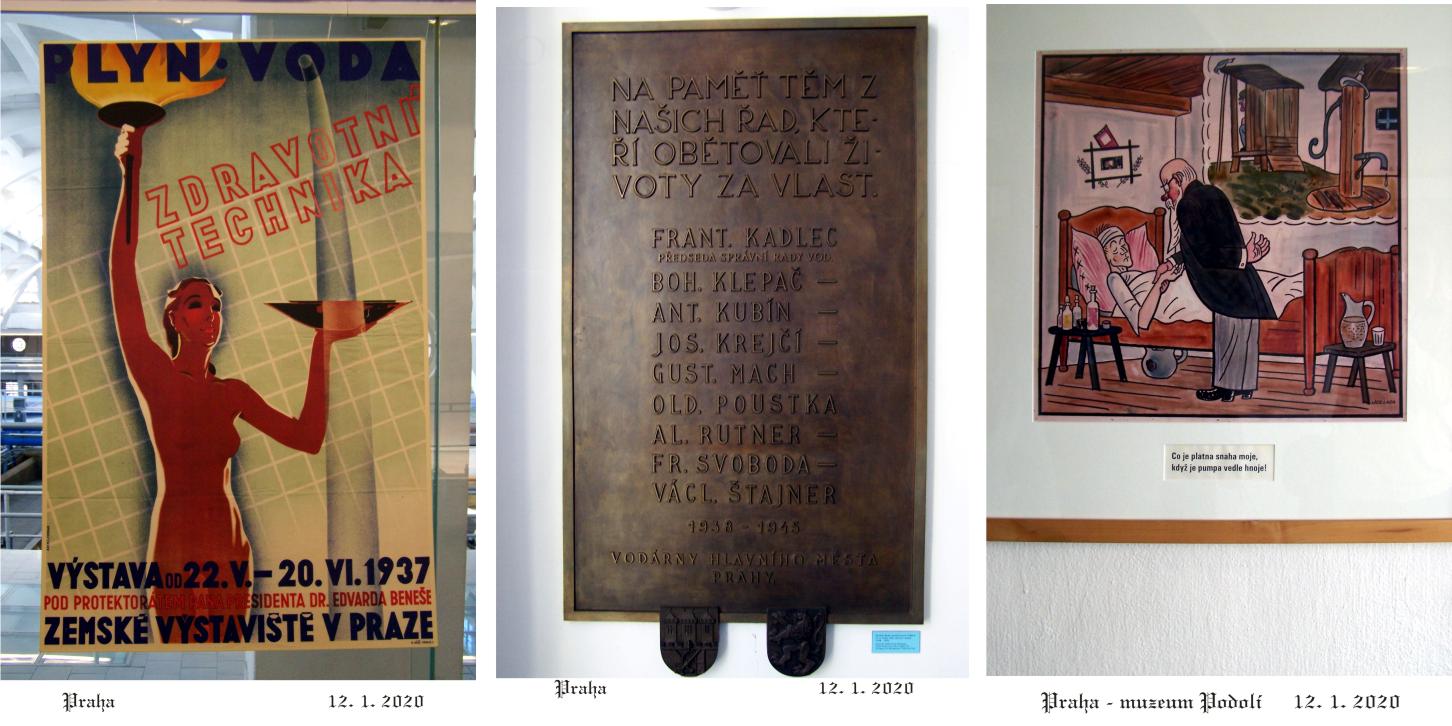 PLYN · VODA
ZDRAVOTNÍ
TECHNIKA
VÝSTAVA OD 22.V.– 20.VI.1937
POD PROTEKTORÁTEM PANA PRESIDENTA DR. EDVARDA BENEŠE
ZEMSKÉ VÝSTAVIŠTĚ V PRAZE
Praha 12. 1. 2020
NA PAMĚŤ TĚM Z
NAŠICH ŘAD, KTE-
ŘÍ OBĚTOVALI ŽI-
VOTY ZA VLAST.
FRANT. KADLEC
PŘEDSEDA SPRÁVNÍ RADY VOD.
BOH. KLEPAČ —
ANT. KUBÍN —
JOS. KREJČÍ —
GUST. MACH —
OLD. POUSTKA
AL. RUTNER —
FR. SVOBODA —
VÁCL. ŠTAJNER
1938 - 1945
VODÁRNY HLAVNÍHO MĚSTA
PRAHY.
Praha 12. 1. 2020
Co je platna snaha moje,
když je pumpa vedle hnoje!
Praha - muzeum Podolí 12. 1. 2020